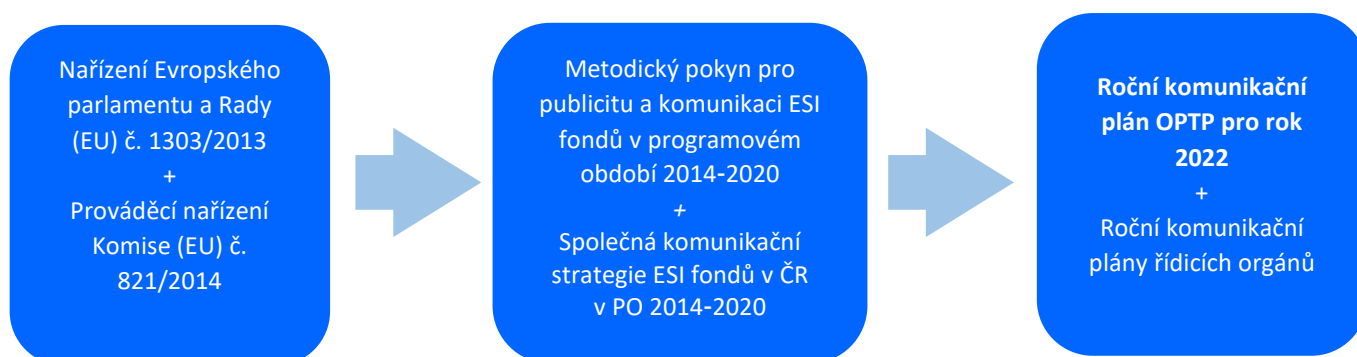 Nařízení Evropského
parlamentu a Rady
(EU) č. 1303/2013
+
Prováděcí nařízení
Komise (EU) č.
821/2014
Metodický pokyn pro
publicitu a komunikaci ESI
fondů v programovém
období 2014-2020
+
Společná komunikační
strategie ESI fondů v ČR
v PO 2014-2020
Roční komunikační
plán OPTP pro rok
2022
+
Roční komunikační
plány řídicích orgánů